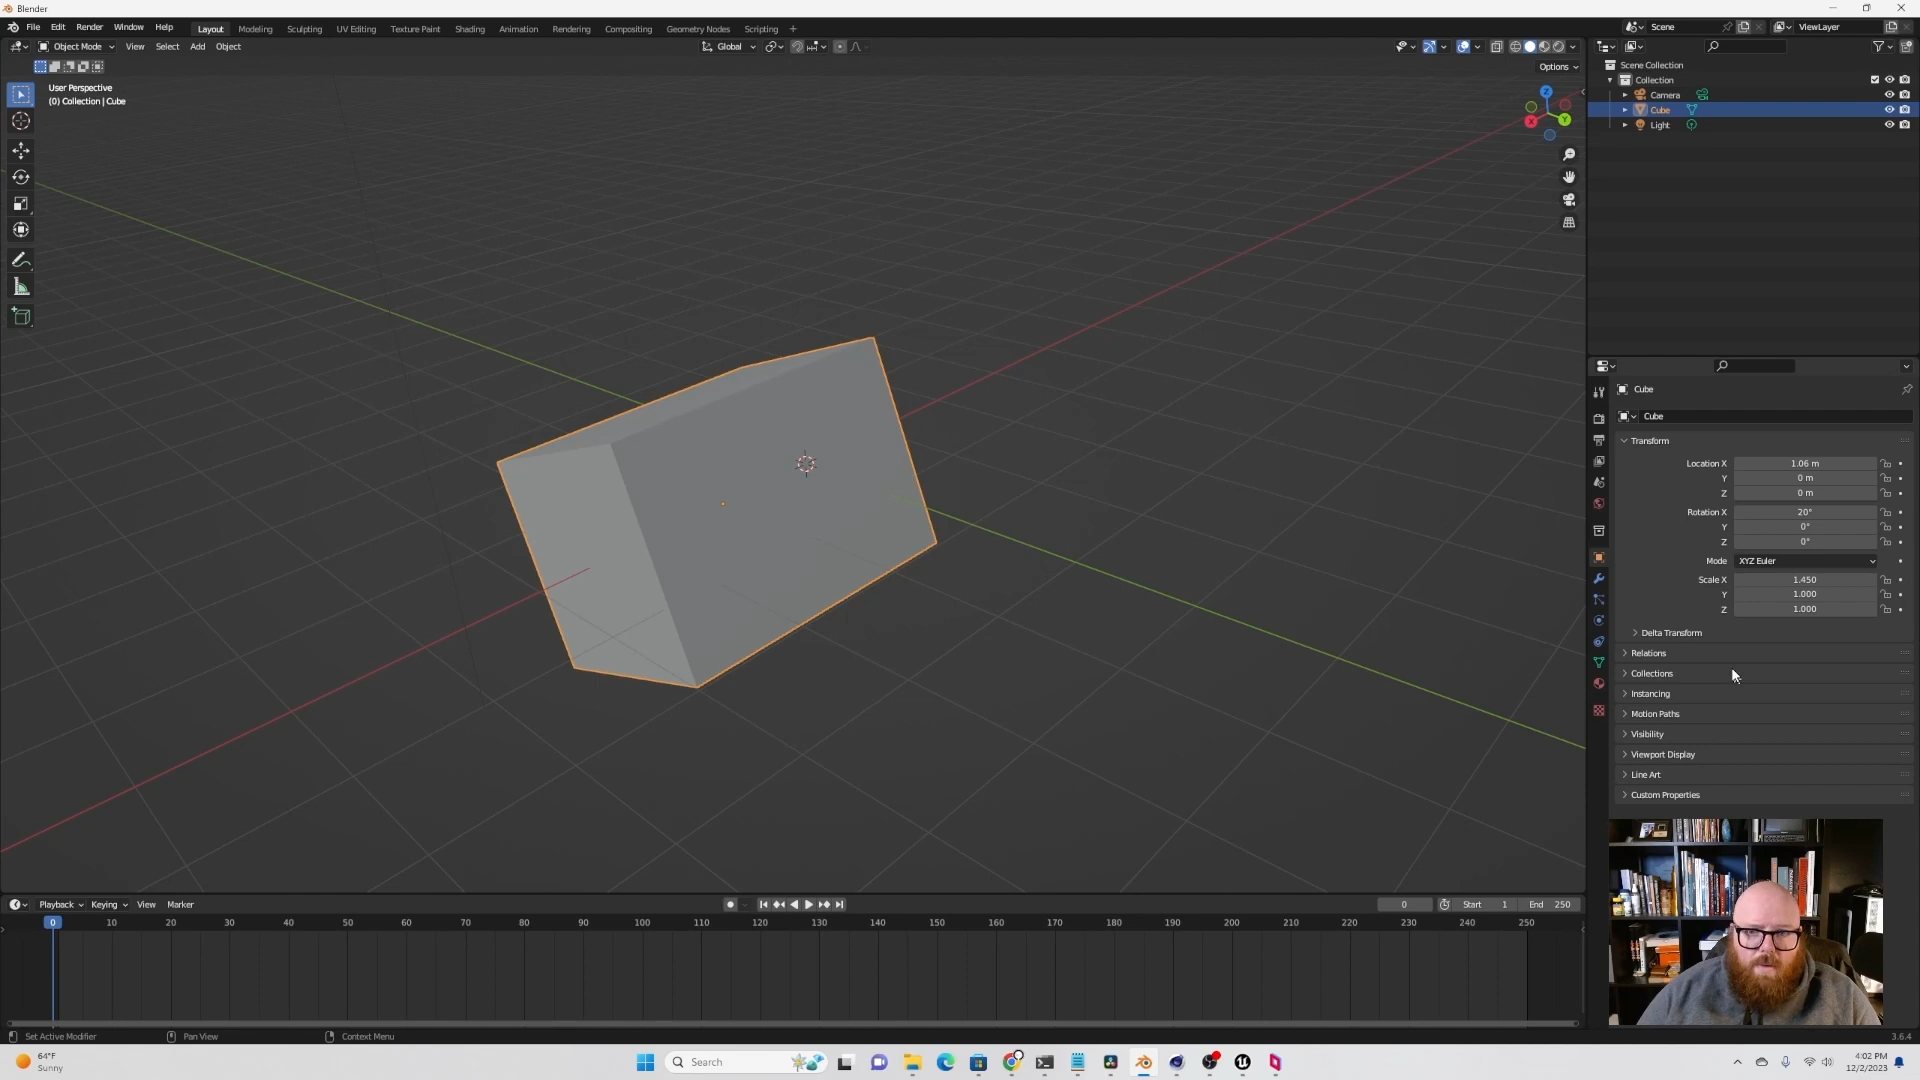 Blender
File Edit Render Window Help Layout Modeling Sculpting UV Editing Texture Paint Shading Animation Rendering Compositing Geometry Nodes Scripting + Scene ViewLayer
Object Mode View Select Add Object Global
Options
User Perspective
(0) Collection | Cube
Z
X
Y
Scene Collection
Collection
Camera
Cube
Light
Cube
Cube
Transform
Location X 1.06 m
Y 0 m
Z 0 m
Rotation X 20°
Y 0°
Z 0°
Mode XYZ Euler
Scale X 1.450
Y 1.000
Z 1.000
Delta Transform
Relations
Collections
Instancing
Motion Paths
Visibility
Viewport Display
Line Art
Custom Properties
Playback Keying View Marker 0 Start 1 End 250
0 10 20 30 40 50 60 70 80 90 100 110 120 130 140 150 160 170 180 190 200 210 220 230 240 250
Set Active Modifier Pan View Context Menu 3.6.4
64°F
Sunny
Search
4:02 PM
12/2/2023